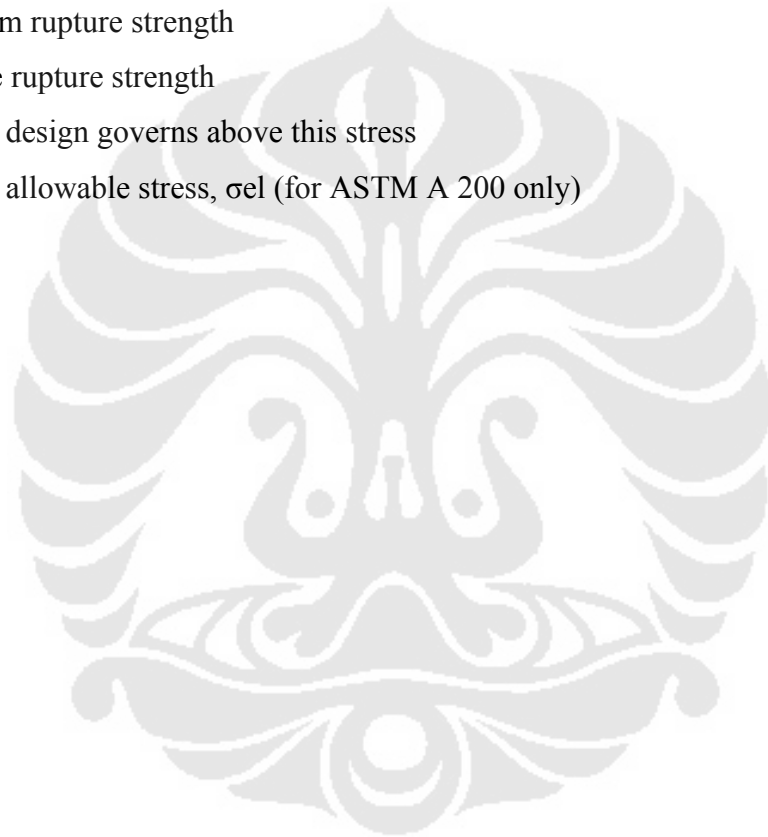 m rupture strength
e rupture strength
design governs above this stress
allowable stress, σel (for ASTM A 200 only)